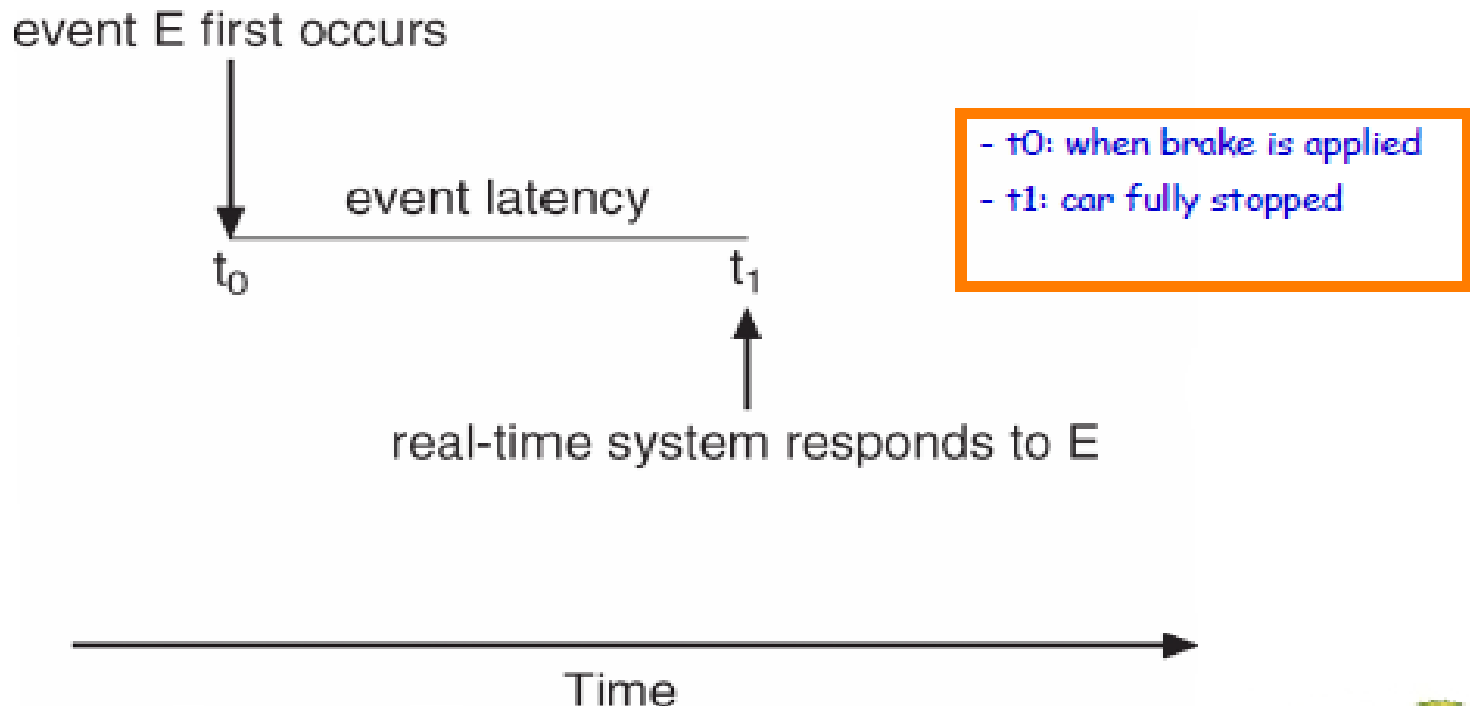 event E first occurs
- t0: when brake is applied
- t1: car fully stopped
event latency
t₀
t₁
real-time system responds to E
Time